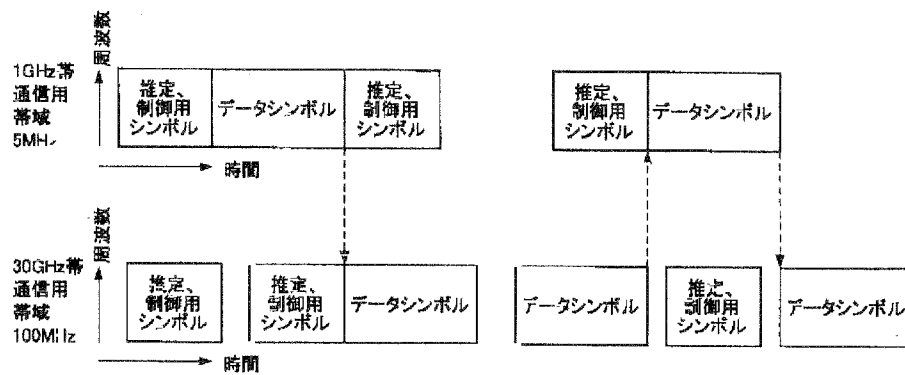 周波数
1GHz帯
通信用
帯域
5MHz
推定、
制御用
シンボル
データシンボル
推定、
制御用
シンボル
推定、
制御用
シンボル
データシンボル
時間
周波数
30GHz帯
通信用
帯域
100MHz
推定、
制御用
シンボル
推定、
制御用
シンボル
データシンボル
データシンボル
推定、
制御用
シンボル
データシンボル
時間